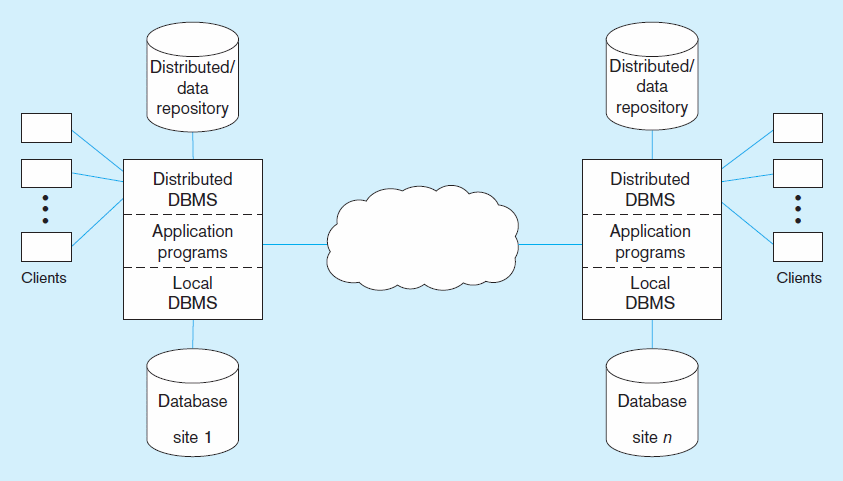 Distributed/
data
repository
Distributed
DBMS
Application
programs
Local
DBMS
Clients
Database
site 1
Distributed/
data
repository
Distributed
DBMS
Application
programs
Local
DBMS
Clients
Database
site n